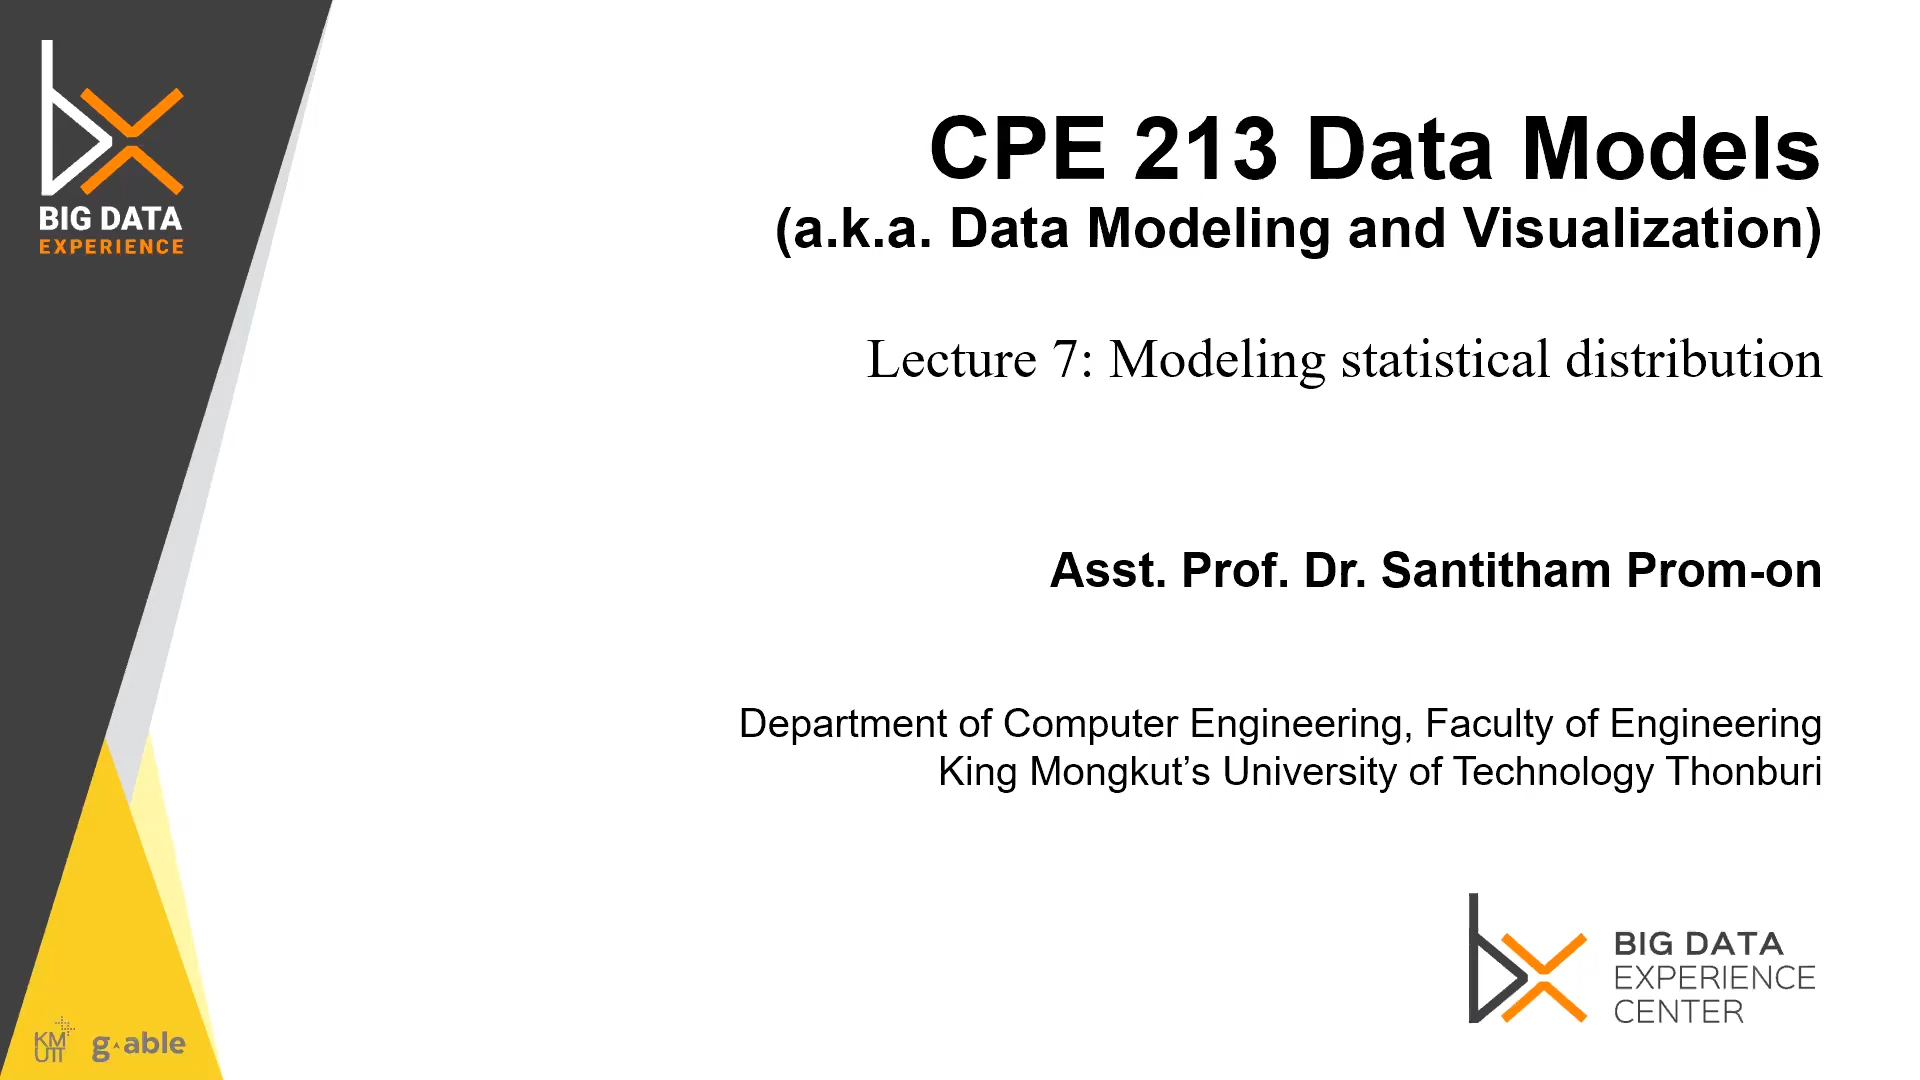 BIG DATA
EXPERIENCE
CPE 213 Data Models
(a.k.a. Data Modeling and Visualization)
Lecture 7: Modeling statistical distribution
Asst. Prof. Dr. Santitham Prom-on
Department of Computer Engineering, Faculty of Engineering
King Mongkut’s University of Technology Thonburi
BIG DATA
EXPERIENCE
CENTER
KM
UTT
g-able